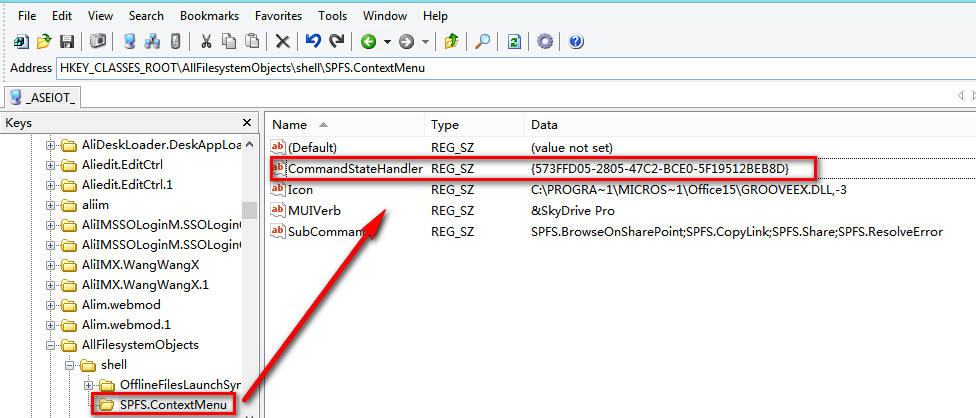 File Edit View Search Bookmarks Favorites Tools Window Help
Address HKEY_CLASSES_ROOT\AllFilesystemObjects\shell\SPFS.ContextMenu
_ASEIOT_
Keys
AliDeskLoader.DeskAppLoa
Aliedit.EditCtrl
Aliedit.EditCtrl.1
aliim
AliIMSSOLoginM.SSOLogin
AliIMSSOLoginM.SSOLogin
AliIMX.WangWangX
AliIMX.WangWangX.1
Alim.webmod
Alim.webmod.1
AllFilesystemObjects
shell
OfflineFilesLaunchSyn
SPFS.ContextMenu
Name Type Data
(Default) REG_SZ (value not set)
CommandStateHandler REG_SZ {573FFD05-2805-47C2-BCE0-5F19512BEB8D}
Icon REG_SZ C:\PROGRA~1\MICROS~1\Office15\GROOVEEX.DLL,-3
MUIVerb REG_SZ &SkyDrive Pro
SubComman REG_SZ SPFS.BrowseOnSharePoint;SPFS.CopyLink;SPFS.Share;SPFS.ResolveError